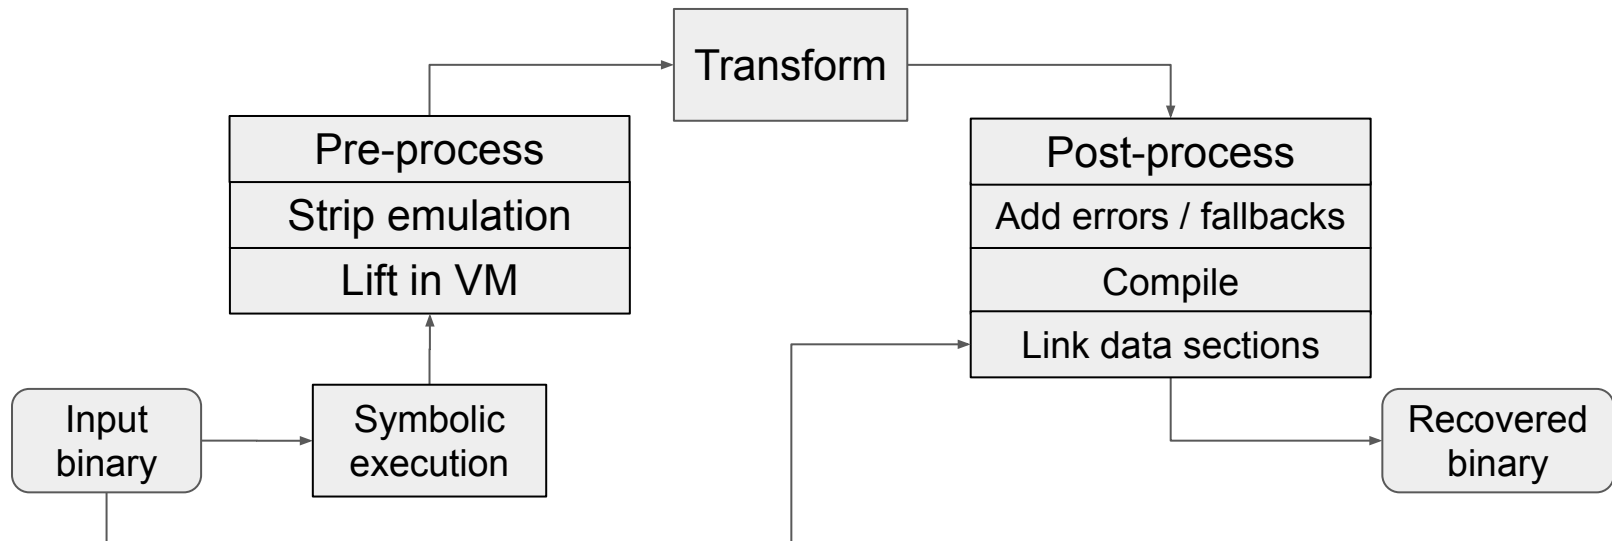 Transform
Pre-process
Strip emulation
Lift in VM
Post-process
Add errors / fallbacks
Compile
Link data sections
Input
binary
Symbolic
execution
Recovered
binary